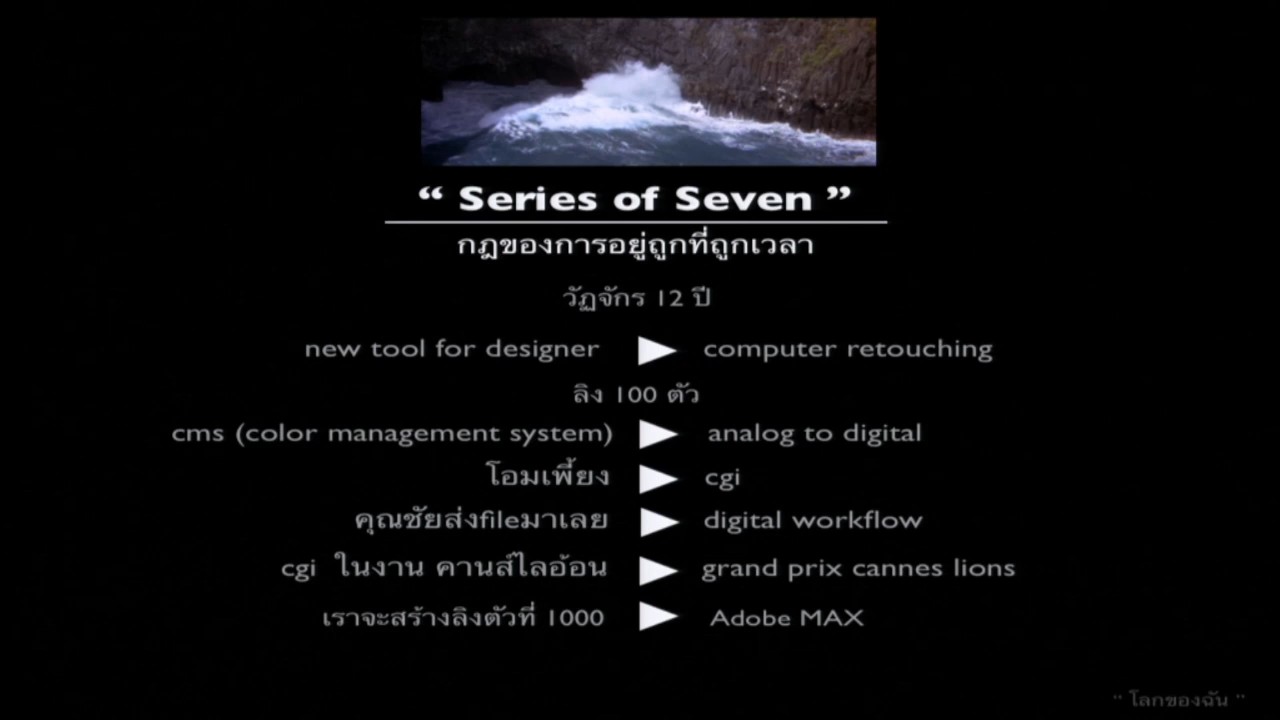 “ Series of Seven ”
กฎของการอยู่ถูกที่ถูกเวลา
วัฏจักร 12 ปี
new tool for designer ▶ computer retouching
ลิง 100 ตัว
cms (color management system) ▶ analog to digital
โอมเพี้ยง ▶ cgi
คุณชัยส่งfileมาเลย ▶ digital workflow
cgi ในงาน คานส์ไลอ้อน ▶ grand prix cannes lions
เราจะสร้างลิงตัวที่ 1000 ▶ Adobe MAX
“ โลกของฉัน ”